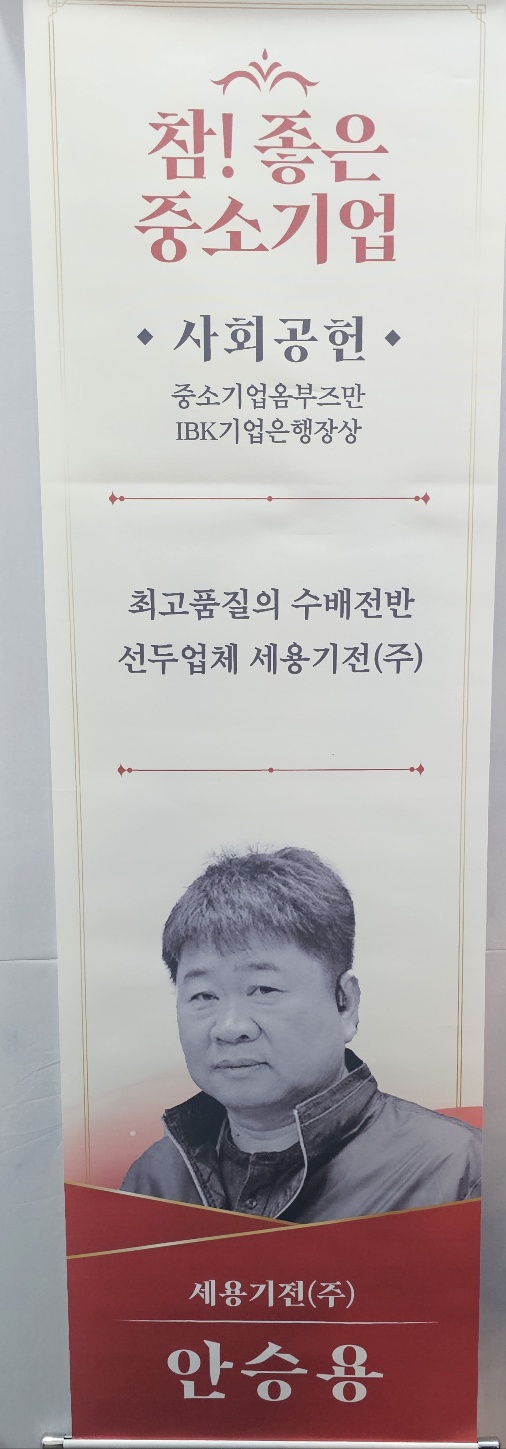 참! 좋은
중소기업
사회공헌
중소기업옴부즈만
IBK기업은행장상
최고품질의 수배전반
선두업체 세용기전(주)
세용기전(주)
안승용